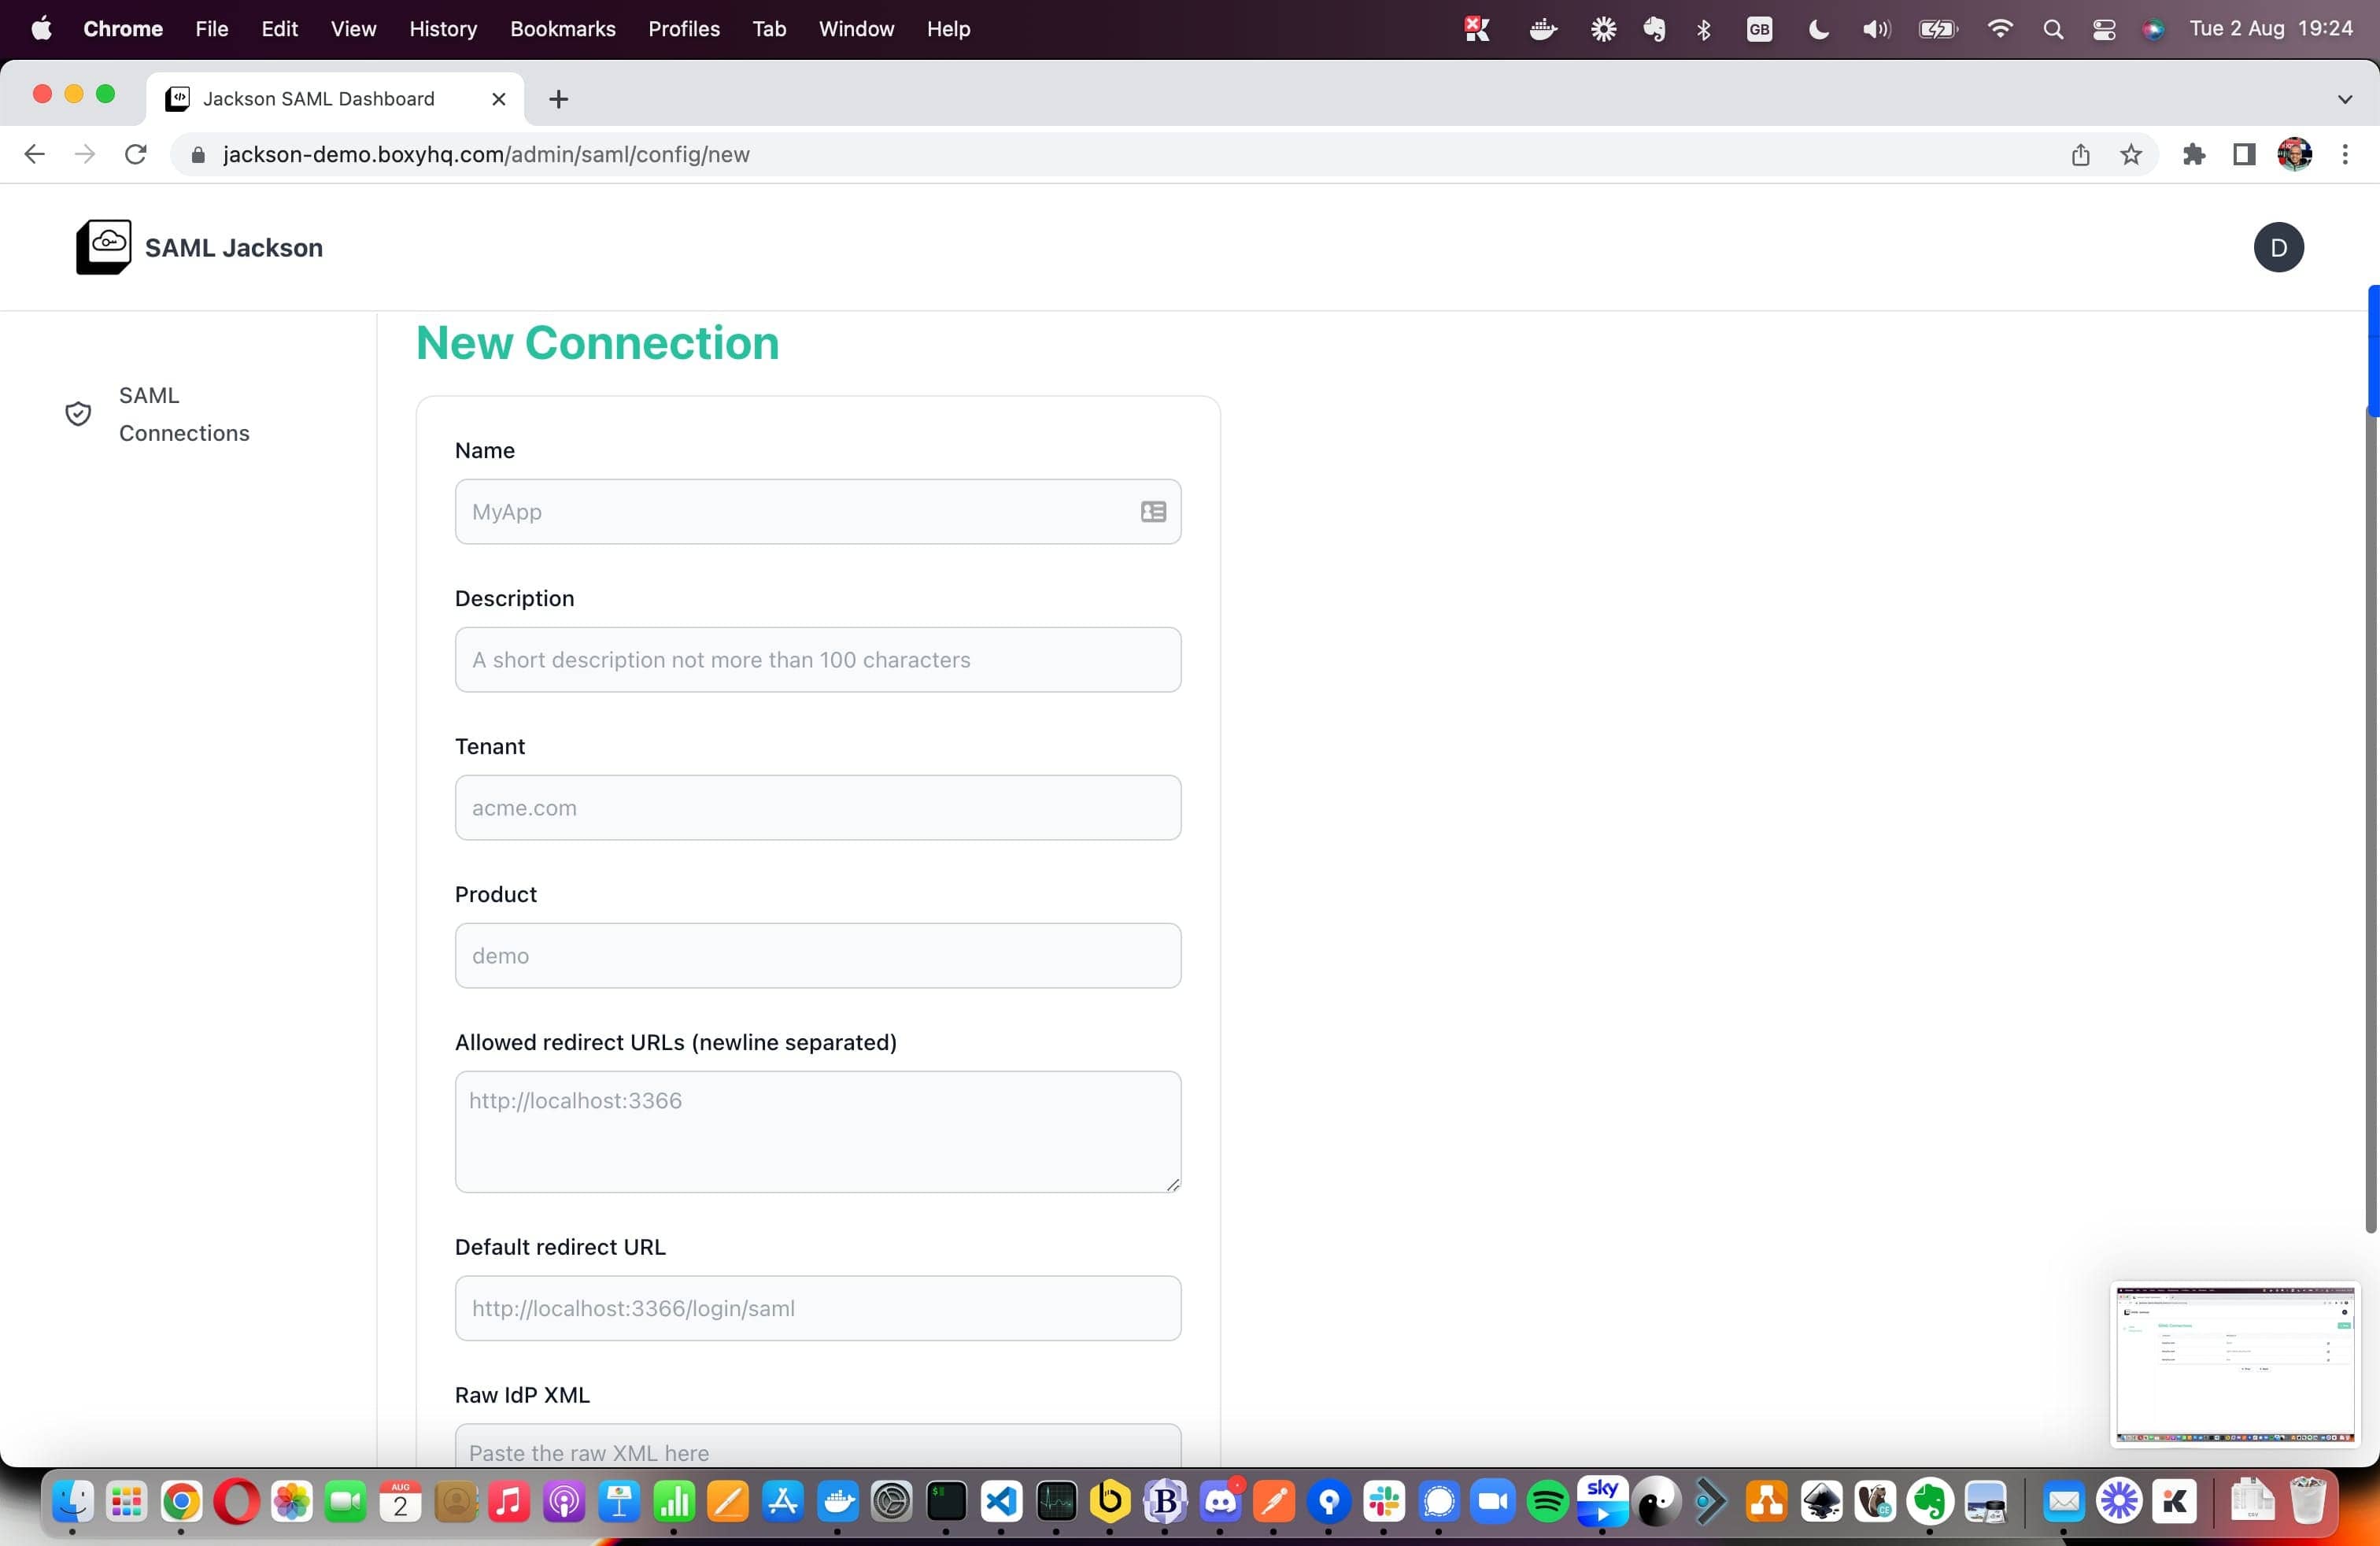 Chrome File Edit View History Bookmarks Profiles Tab Window Help GB Tue 2 Aug 19:24
Jackson SAML Dashboard
jackson-demo.boxyhq.com/admin/saml/config/new
SAML Jackson
D
New Connection
SAML
Connections
Name
MyApp
Description
A short description not more than 100 characters
Tenant
acme.com
Product
demo
Allowed redirect URLs (newline separated)
http://localhost:3366
Default redirect URL
http://localhost:3366/login/saml
Raw IdP XML
Paste the raw XML here
AUG
2
sky
CE
CSV